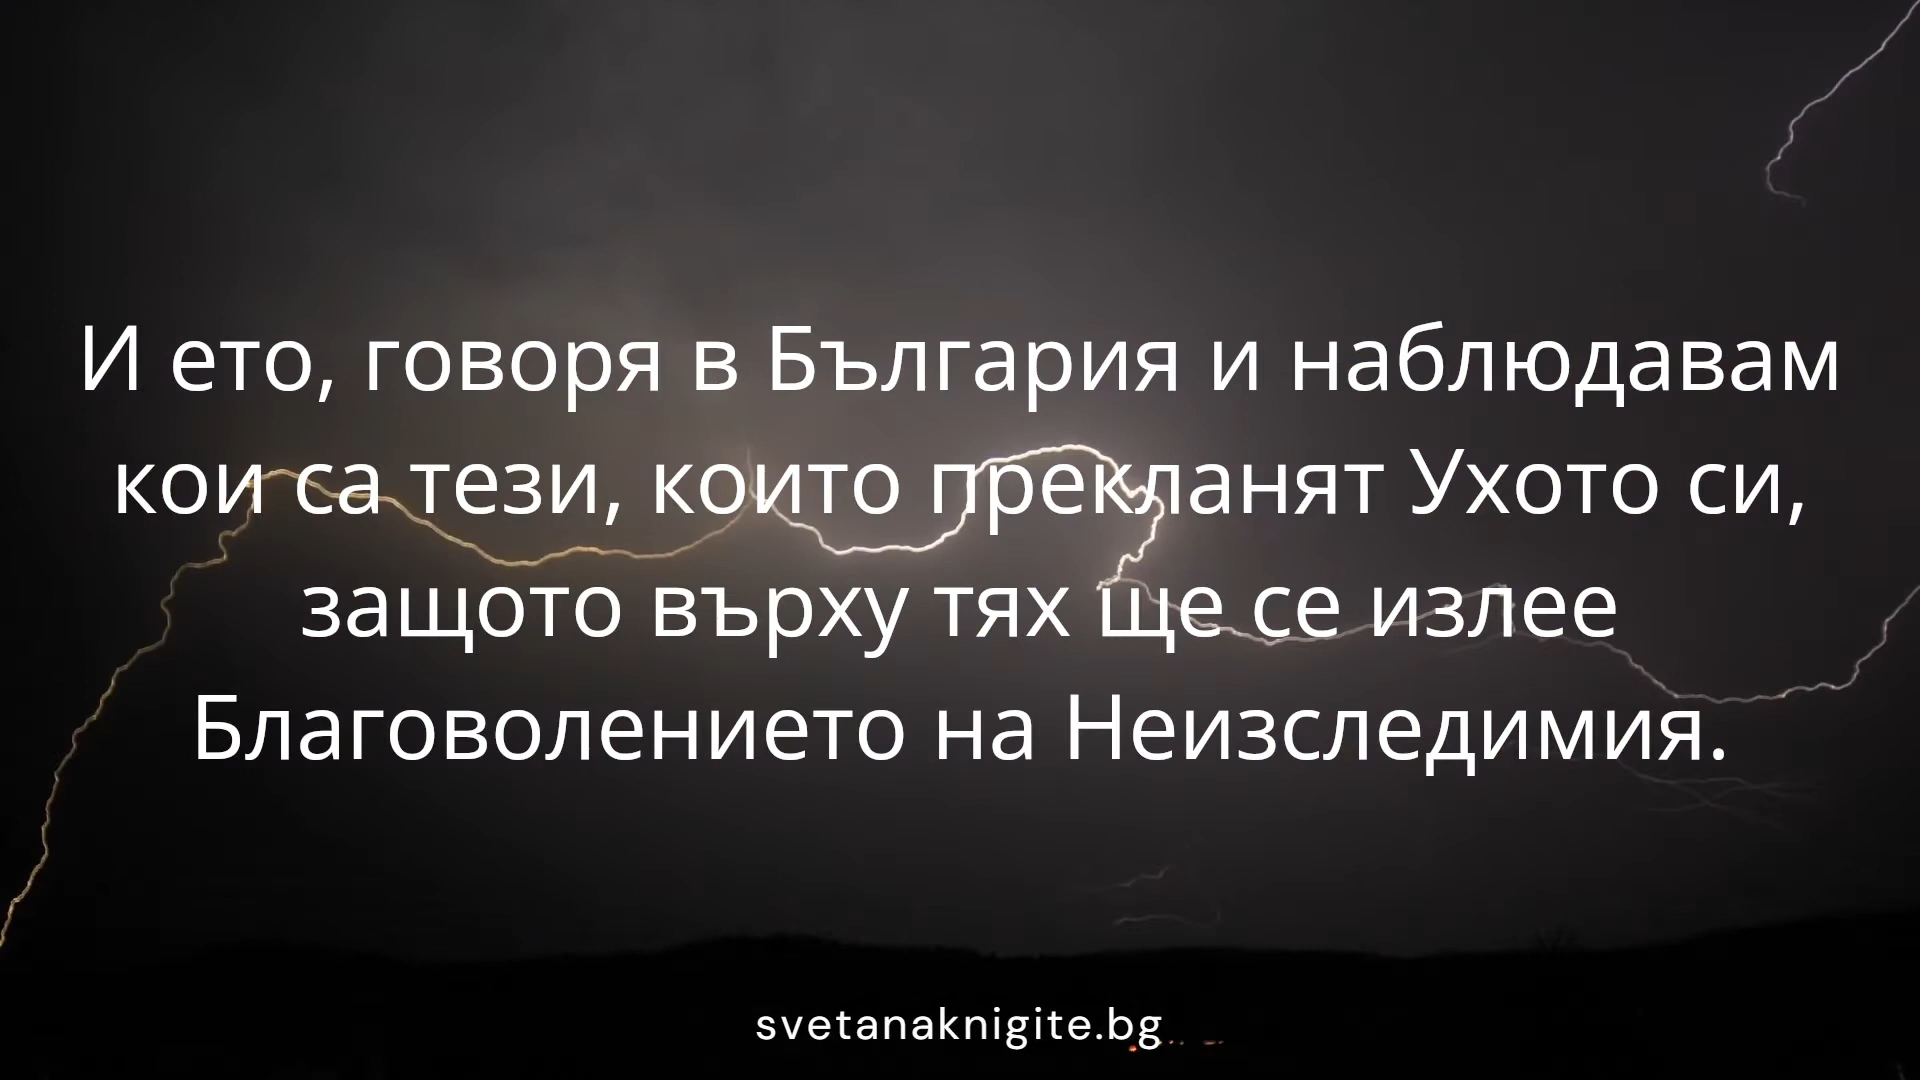 И ето, говоря в България и наблюдавам
кои са тези, които прекланят Ухото си,
защото върху тях ще се излее
Благоволението на Неизследимия.
svetanaknigite.bg